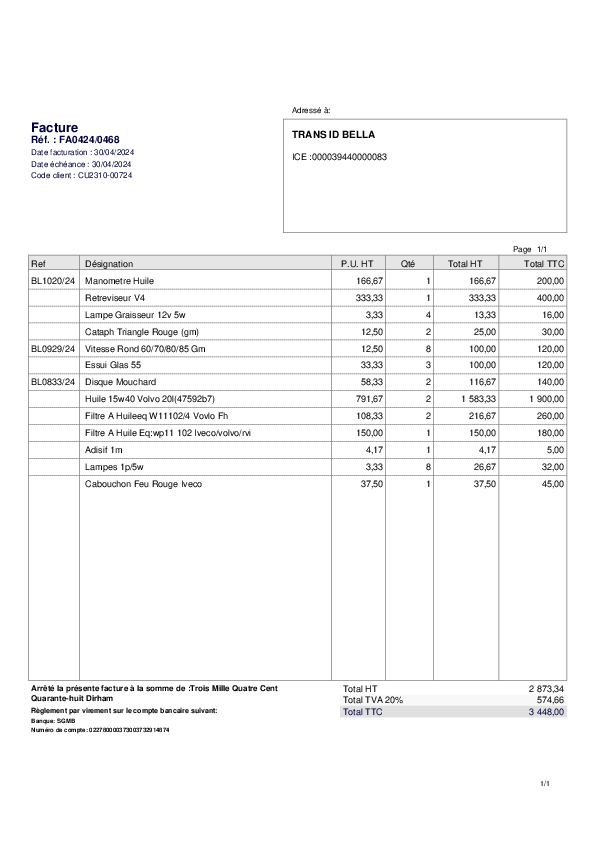 Adressé à:
Facture
Réf. : FA0424/0468
Date facturation : 30/04/2024
Date échéance : 30/04/2024
Code client : CU2310-00724
TRANS ID BELLA
ICE :000039440000083
Page 1/1
Ref Désignation P.U. HT Qté Total HT Total TTC
BL1020/24 Manometre Huile 166,67 1 166,67 200,00
Retreviseur V4 333,33 1 333,33 400,00
Lampe Graisseur 12v 5w 3,33 4 13,33 16,00
Cataph Triangle Rouge (gm) 12,50 2 25,00 30,00
BL0929/24 Vitesse Rond 60/70/80/85 Gm 12,50 8 100,00 120,00
Essui Glas 55 33,33 3 100,00 120,00
BL0833/24 Disque Mouchard 58,33 2 116,67 140,00
Huile 15w40 Volvo 20l(47592b7) 791,67 2 1 583,33 1 900,00
Filtre A Huileeq W11102/4 Vovlo Fh 108,33 2 216,67 260,00
Filtre A Huile Eq:wp11 102 Iveco/volvo/rvi 150,00 1 150,00 180,00
Adisif 1m 4,17 1 4,17 5,00
Lampes 1p/5w 3,33 8 26,67 32,00
Cabouchon Feu Rouge Iveco 37,50 1 37,50 45,00
Arrêté la présente facture à la somme de :Trois Mille Quatre Cent
Quarante-huit Dirham
Règlement par virement sur le compte bancaire suivant:
Banque: SGMB
Numéro de compte: 0227800003730003732914874
Total HT 2 873,34
Total TVA 20% 574,66
Total TTC 3 448,00
1/1